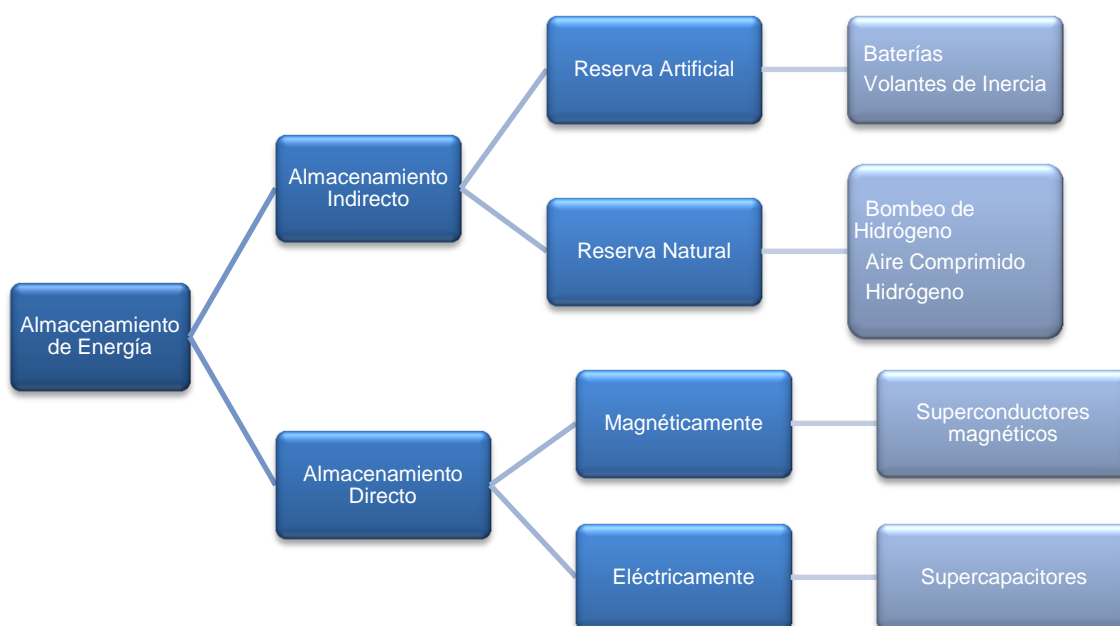 Almacenamiento
de Energía
Almacenamiento
Indirecto
Reserva Artificial
Baterías
Volantes de Inercia
Reserva Natural
Bombeo de
Hidrógeno
Aire Comprimido
Hidrógeno
Almacenamiento
Directo
Magnéticamente
Superconductores
magnéticos
Eléctricamente
Supercapacitores